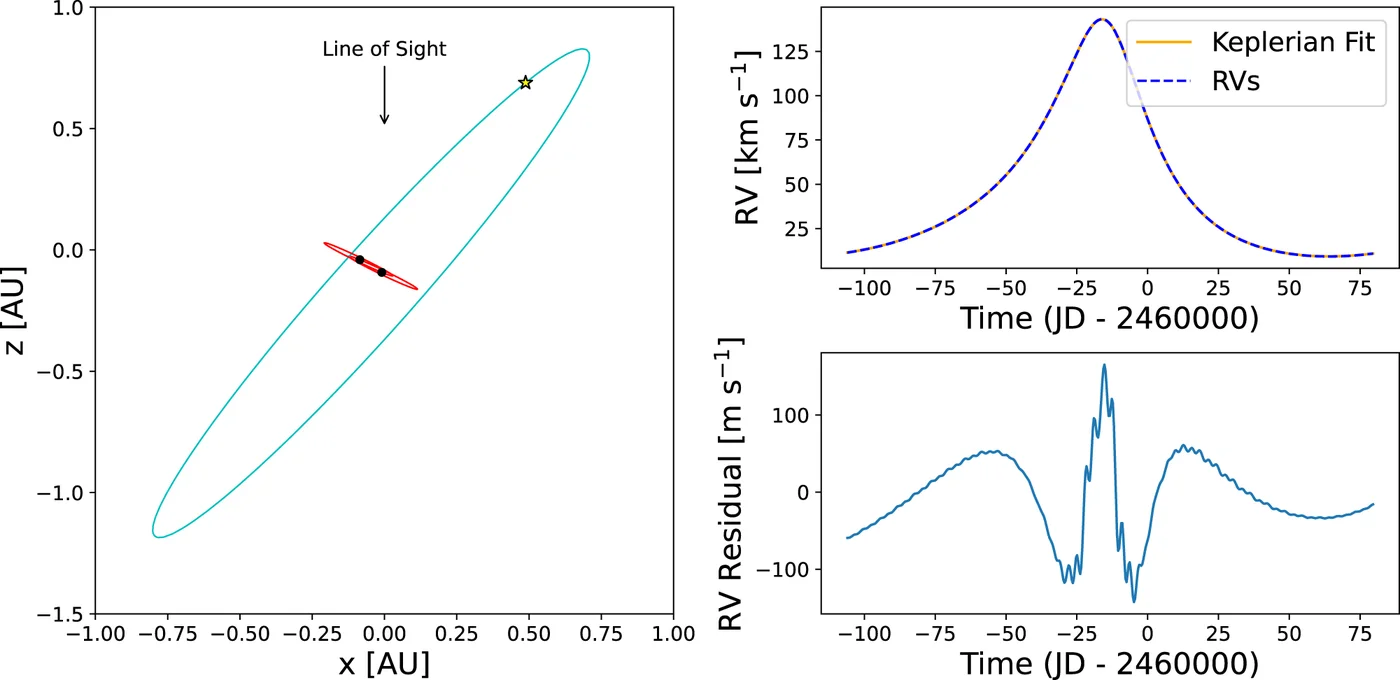 1.0
0.5
0.0
−0.5
−1.0
−1.5
z [AU]
Line of Sight
−1.00 −0.75 −0.50 −0.25 0.00 0.25 0.50 0.75 1.00
x [AU]
125
100
75
50
25
RV [km s⁻¹]
Keplerian Fit
RVs
−100 −75 −50 −25 0 25 50 75
Time (JD - 2460000)
100
0
−100
RV Residual [m s⁻¹]
−100 −75 −50 −25 0 25 50 75
Time (JD - 2460000)